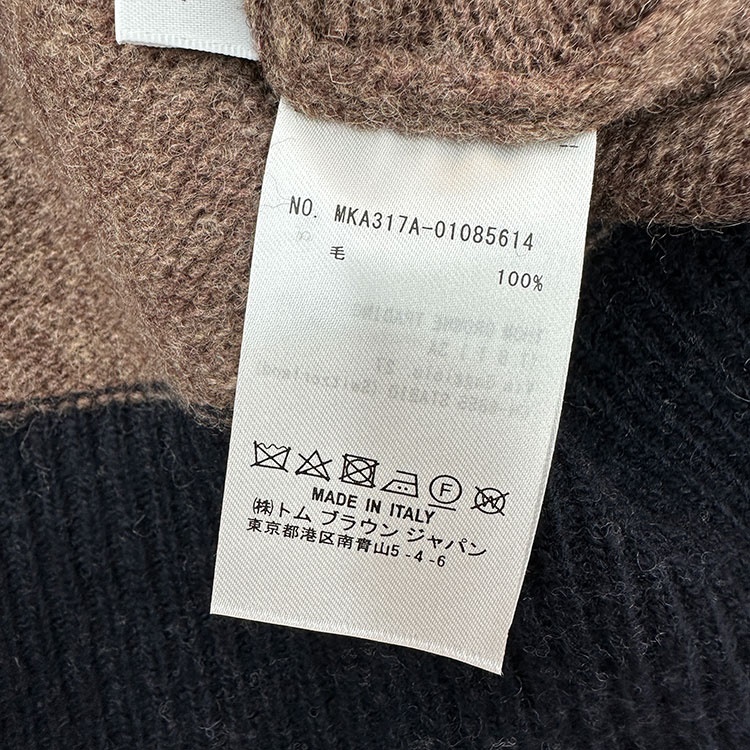 NO. MKA317A-01085614
毛 100%
F
W
MADE IN ITALY
㈱トム ブラウン ジャパン
東京都港区南青山5-4-6